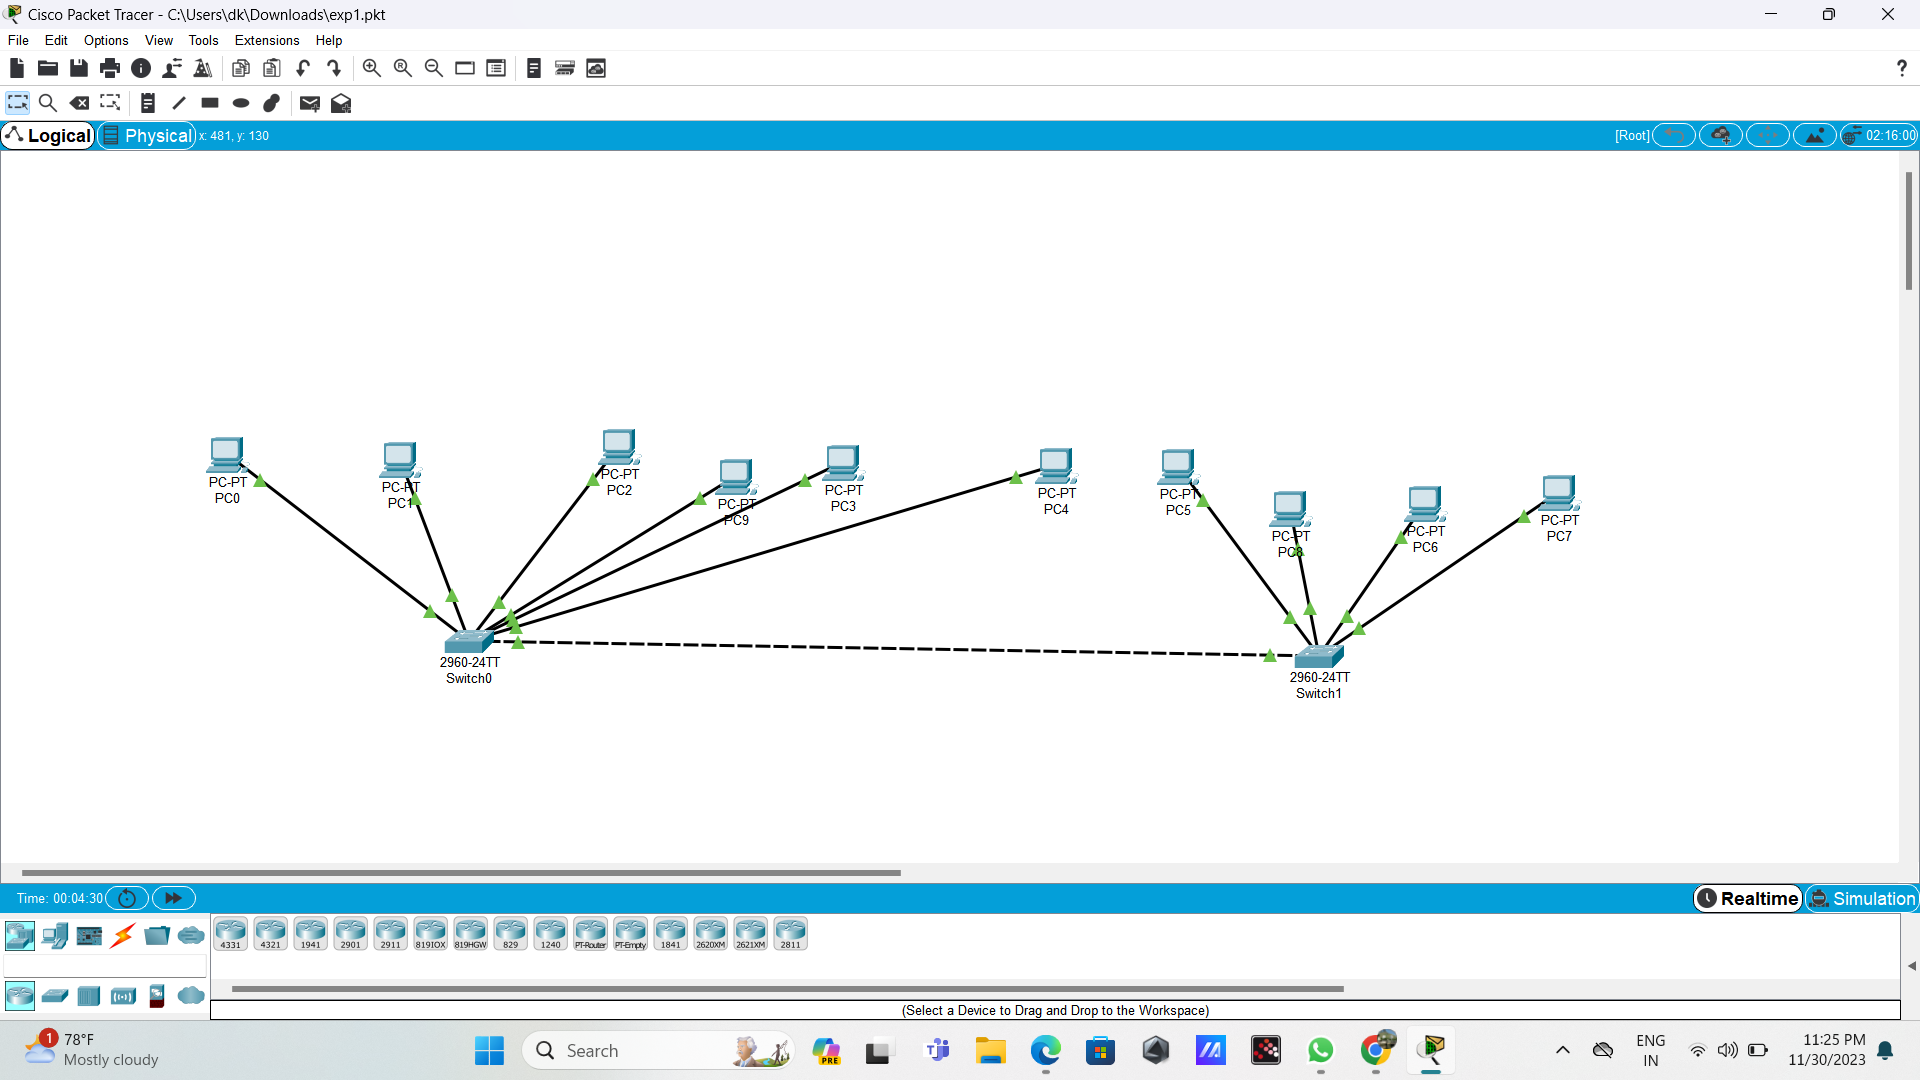 Cisco Packet Tracer - C:\Users\dk\Downloads\exp1.pkt
File Edit Options View Tools Extensions Help
Logical Physical x: 481, y: 130 [Root] 02:16:00
PC-PT
PC0
PC-PT
PC1
PC-PT
PC2
PC-PT
PC9
PC-PT
PC3
PC-PT
PC4
PC-PT
PC5
PC-PT
PC8
PC-PT
PC6
PC-PT
PC7
2960-24TT
Switch0
2960-24TT
Switch1
Time: 00:04:30 Realtime Simulation
4331 4321 1941 2901 2911 819IOX 819HGW 829 1240 PT-Router PT-Empty 1841 2620XM 2621XM 2811
(Select a Device to Drag and Drop to the Workspace)
1 78°F
Mostly cloudy
Search
PRE
ENG
IN
11:25 PM
11/30/2023